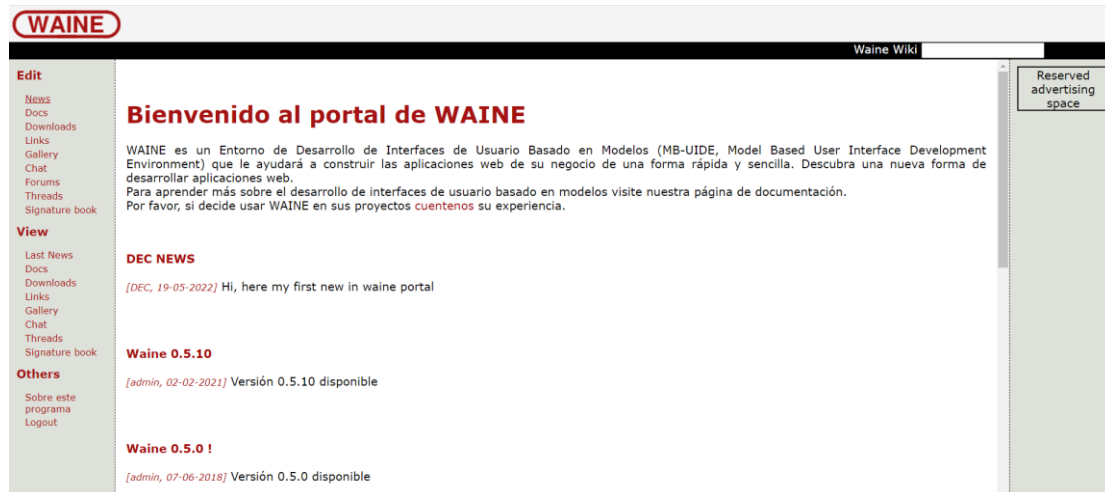 WAINE
Waine Wiki
Edit
News
Docs
Downloads
Links
Gallery
Chat
Forums
Threads
Signature book
View
Last News
Docs
Downloads
Links
Gallery
Chat
Threads
Signature book
Others
Sobre este
programa
Logout
Bienvenido al portal de WAINE
WAINE es un Entorno de Desarrollo de Interfaces de Usuario Basado en Modelos (MB-UIDE, Model Based User Interface Development
Environment) que le ayudará a construir las aplicaciones web de su negocio de una forma rápida y sencilla. Descubra una nueva forma de
desarrollar aplicaciones web.
Para aprender más sobre el desarrollo de interfaces de usuario basado en modelos visite nuestra página de documentación.
Por favor, si decide usar WAINE en sus proyectos cuentenos su experiencia.
DEC NEWS
[DEC, 19-05-2022] Hi, here my first new in waine portal
Waine 0.5.10
[admin, 02-02-2021] Versión 0.5.10 disponible
Waine 0.5.0 !
[admin, 07-06-2018] Versión 0.5.0 disponible
Reserved
advertising
space